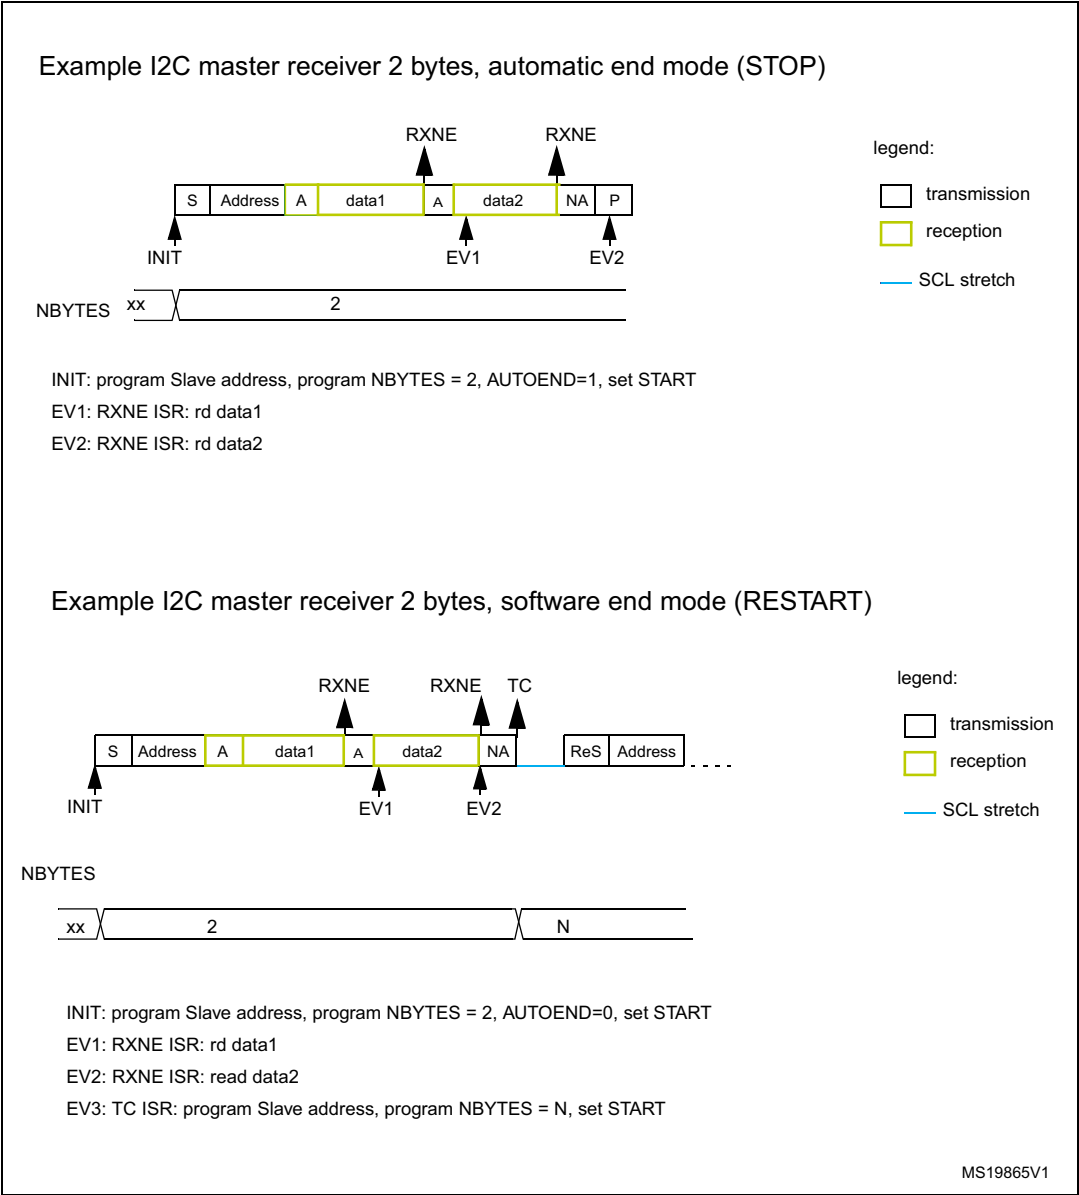 Example I2C master receiver 2 bytes, automatic end mode (STOP)
RXNE RXNE
legend:
S Address A data1 A data2 NA P
transmission
reception
INIT EV1 EV2
SCL stretch
NBYTES xx 2
INIT: program Slave address, program NBYTES = 2, AUTOEND=1, set START
EV1: RXNE ISR: rd data1
EV2: RXNE ISR: rd data2
Example I2C master receiver 2 bytes, software end mode (RESTART)
RXNE RXNE TC
legend:
transmission
S Address A data1 A data2 NA ReS Address
reception
INIT EV1 EV2
SCL stretch
NBYTES
xx 2 N
INIT: program Slave address, program NBYTES = 2, AUTOEND=0, set START
EV1: RXNE ISR: rd data1
EV2: RXNE ISR: read data2
EV3: TC ISR: program Slave address, program NBYTES = N, set START
MS19865V1